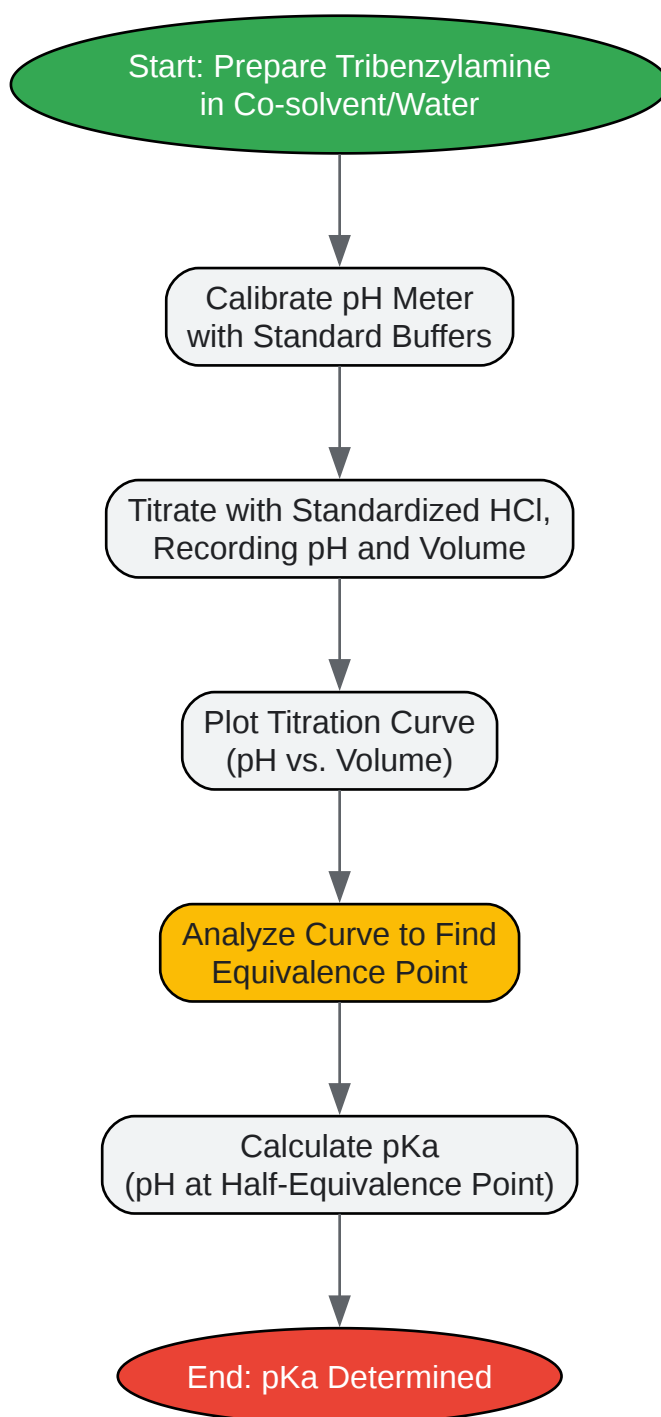 Start: Prepare Tribenzylamine
in Co-solvent/Water
Calibrate pH Meter
with Standard Buffers
Titrate with Standardized HCl,
Recording pH and Volume
Plot Titration Curve
(pH vs. Volume)
Analyze Curve to Find
Equivalence Point
Calculate pKa
(pH at Half-Equivalence Point)
End: pKa Determined